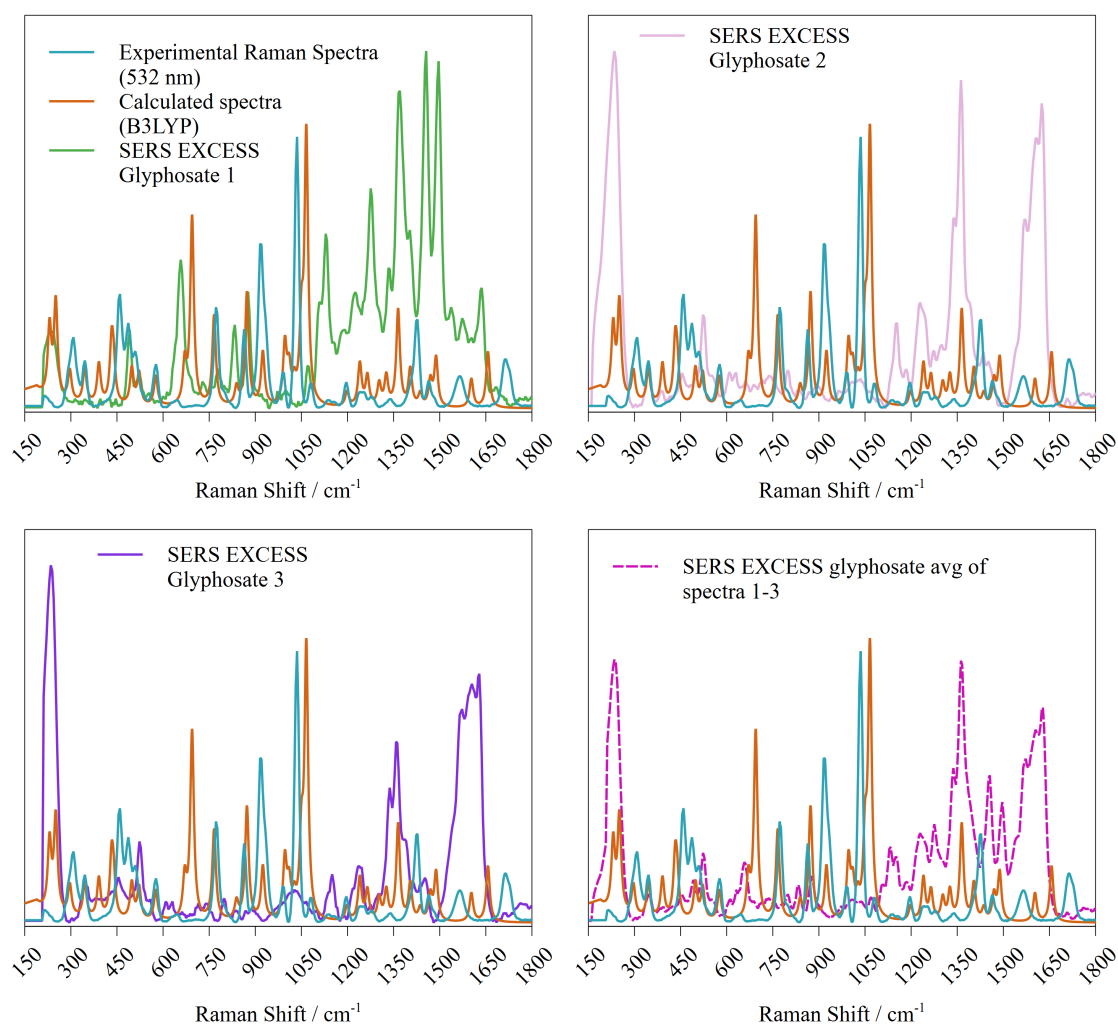 Experimental Raman Spectra
(532 nm)
Calculated spectra
(B3LYP)
SERS EXCESS
Glyphosate 1
150 300 450 600 750 900 1050 1200 1350 1500 1650 1800
Raman Shift / cm-1
SERS EXCESS
Glyphosate 2
150 300 450 600 750 900 1050 1200 1350 1500 1650 1800
Raman Shift / cm-1
SERS EXCESS
Glyphosate 3
150 300 450 600 750 900 1050 1200 1350 1500 1650 1800
Raman Shift / cm-1
SERS EXCESS glyphosate avg of
spectra 1-3
150 300 450 600 750 900 1050 1200 1350 1500 1650 1800
Raman Shift / cm-1